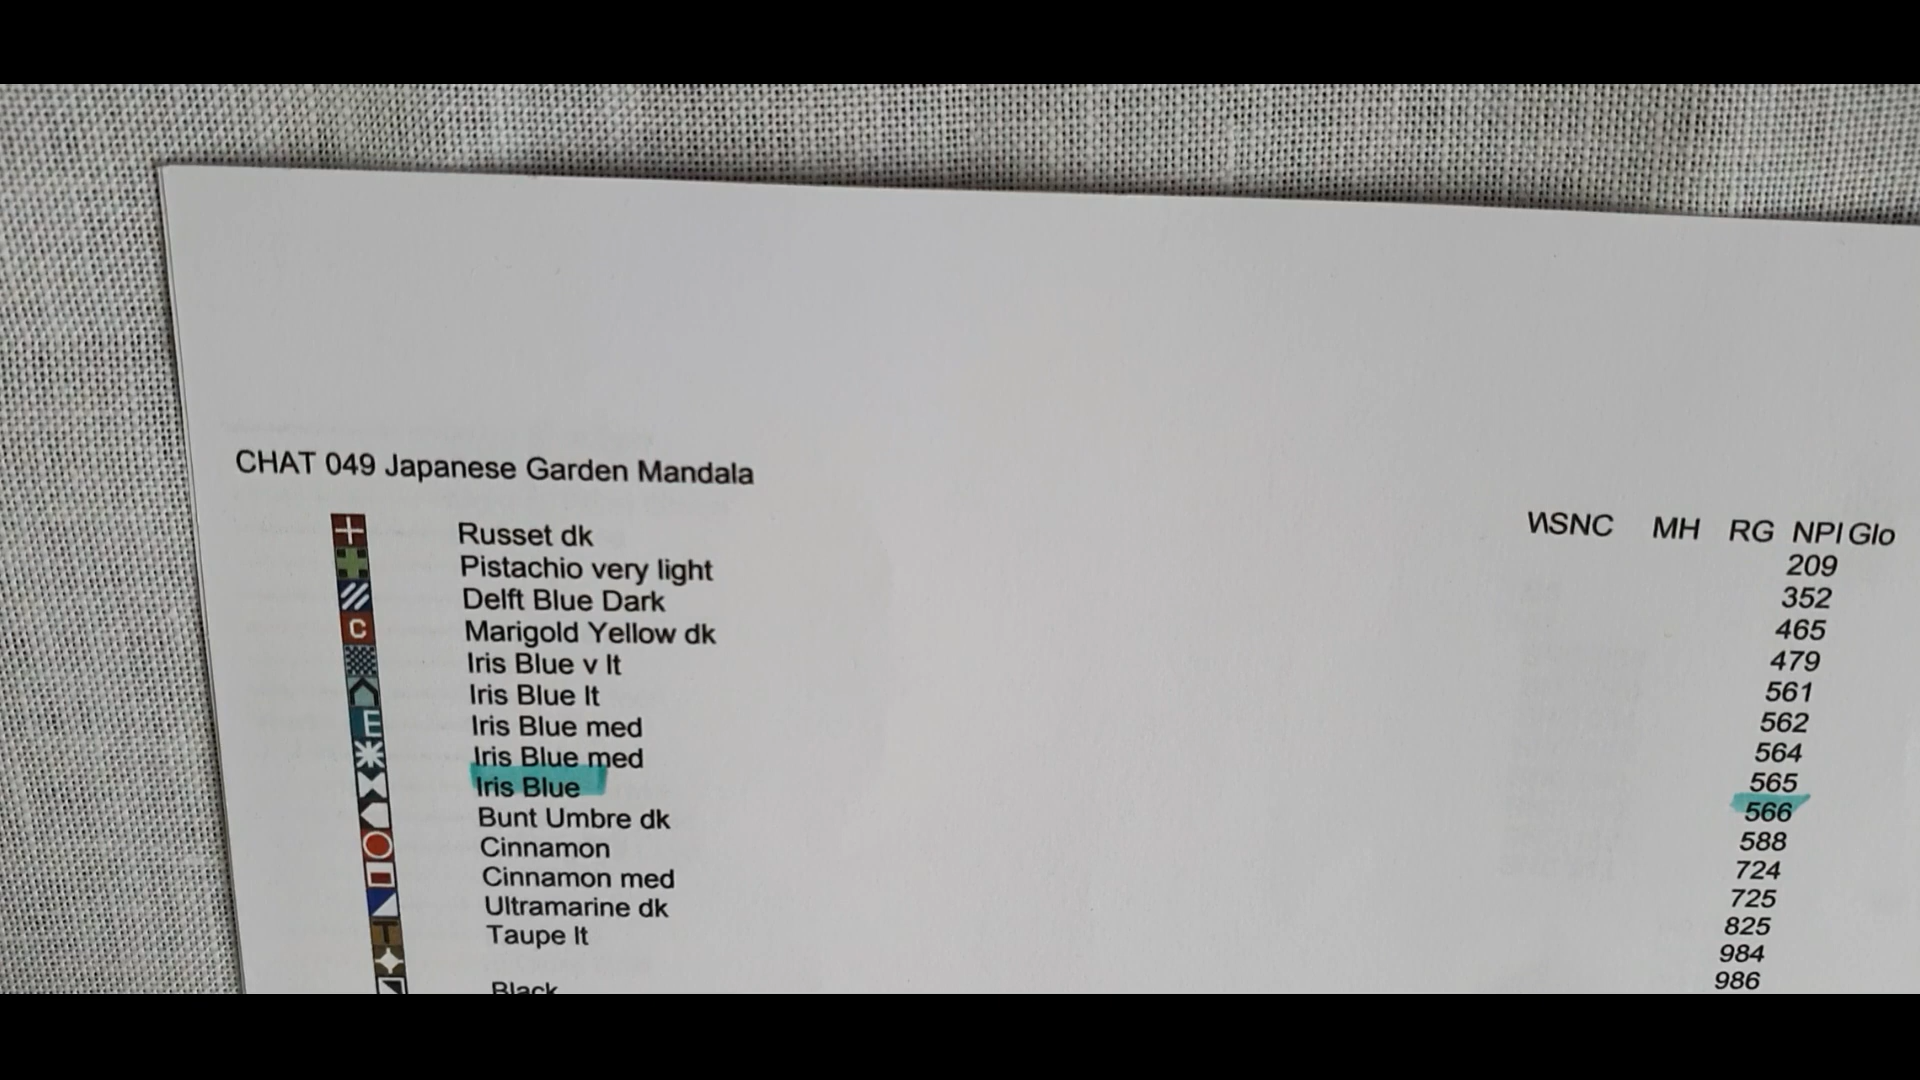 CHAT 049 Japanese Garden Mandala
MH RG NPI Glo
Russet dk 209
Pistachio very light 352
Delft Blue Dark 465
C Marigold Yellow dk 479
Iris Blue v lt 561
Iris Blue lt 562
E Iris Blue med 564
Iris Blue med 565
Iris Blue 566
Bunt Umbre dk 588
Cinnamon 724
Cinnamon med 725
Ultramarine dk 825
T Taupe lt 984
986
Black